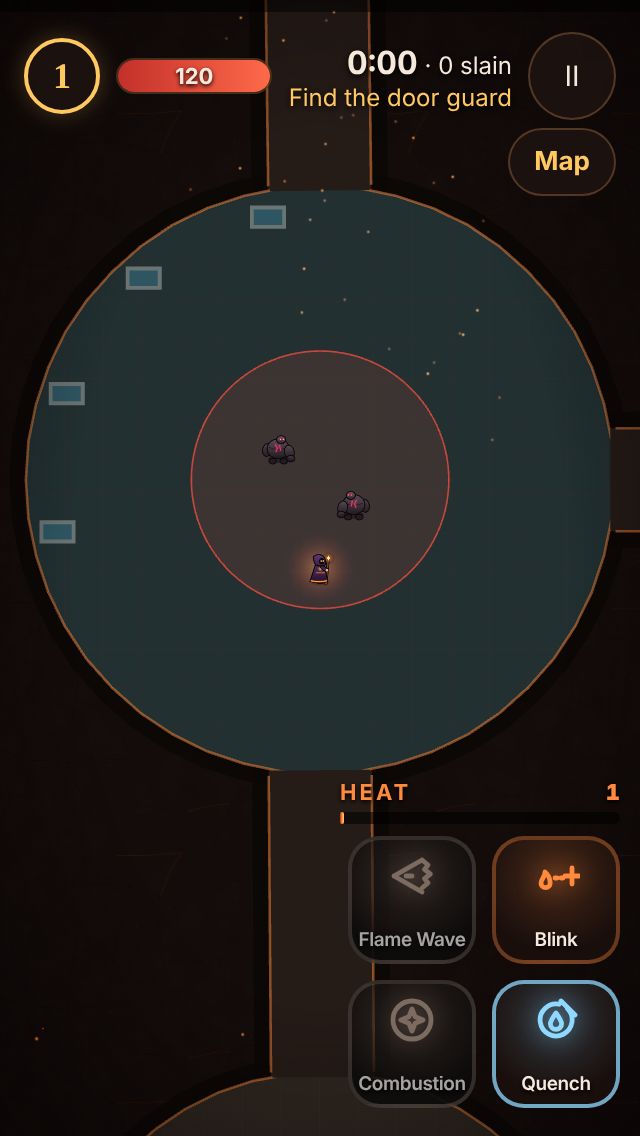 1
120
0:00 · 0 slain
Find the door guard
Map
HEAT 1
Flame Wave
Blink
Combustion
Quench